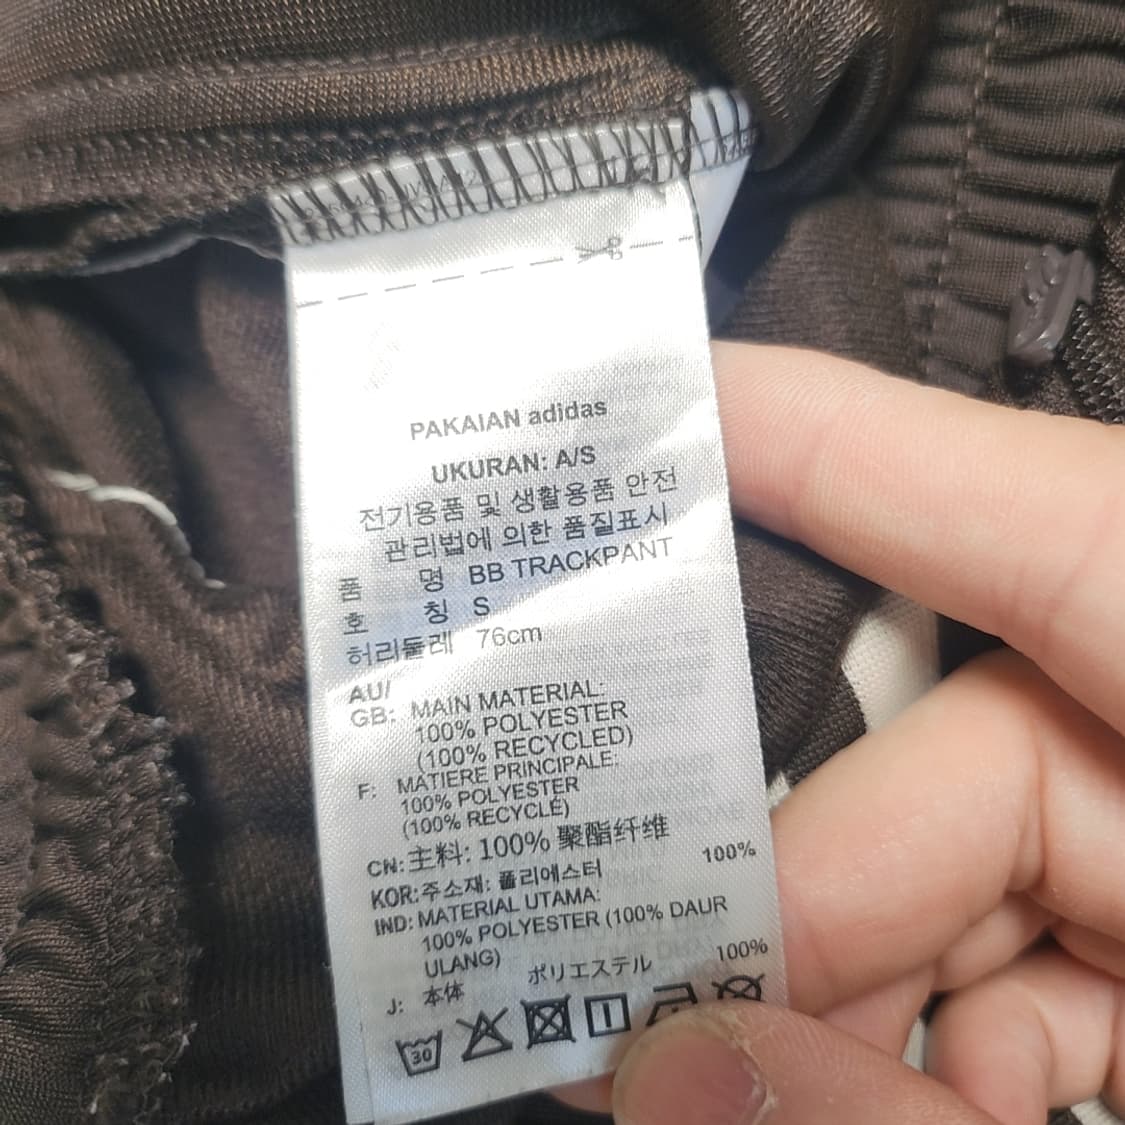 PAKAIAN adidas
UKURAN: A/S
전기용품 및 생활용품 안전
관리법에 의한 품질표시
품 명 BB TRACKPANT
호 칭 S
허리둘레 76cm
AU/
GB: MAIN MATERIAL:
100% POLYESTER
(100% RECYCLED)
F: MATIERE PRINCIPALE:
100% POLYESTER
(100% RECYCLÉ)
CN: 主料: 100% 聚酯纤维
KOR: 주소재: 폴리에스터 100%
IND: MATERIAL UTAMA:
100% POLYESTER (100% DAUR
ULANG)
J: 本体 ポリエステル 100%
30